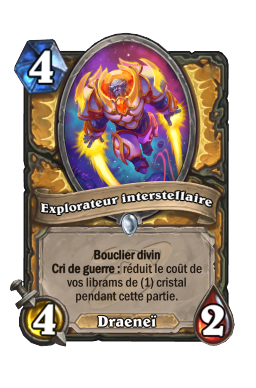 4
Explorateur interstellaire
Bouclier divin
Cri de guerre : réduit le coût de
vos librams de (1) cristal
pendant cette partie.
4
Draeneï
2